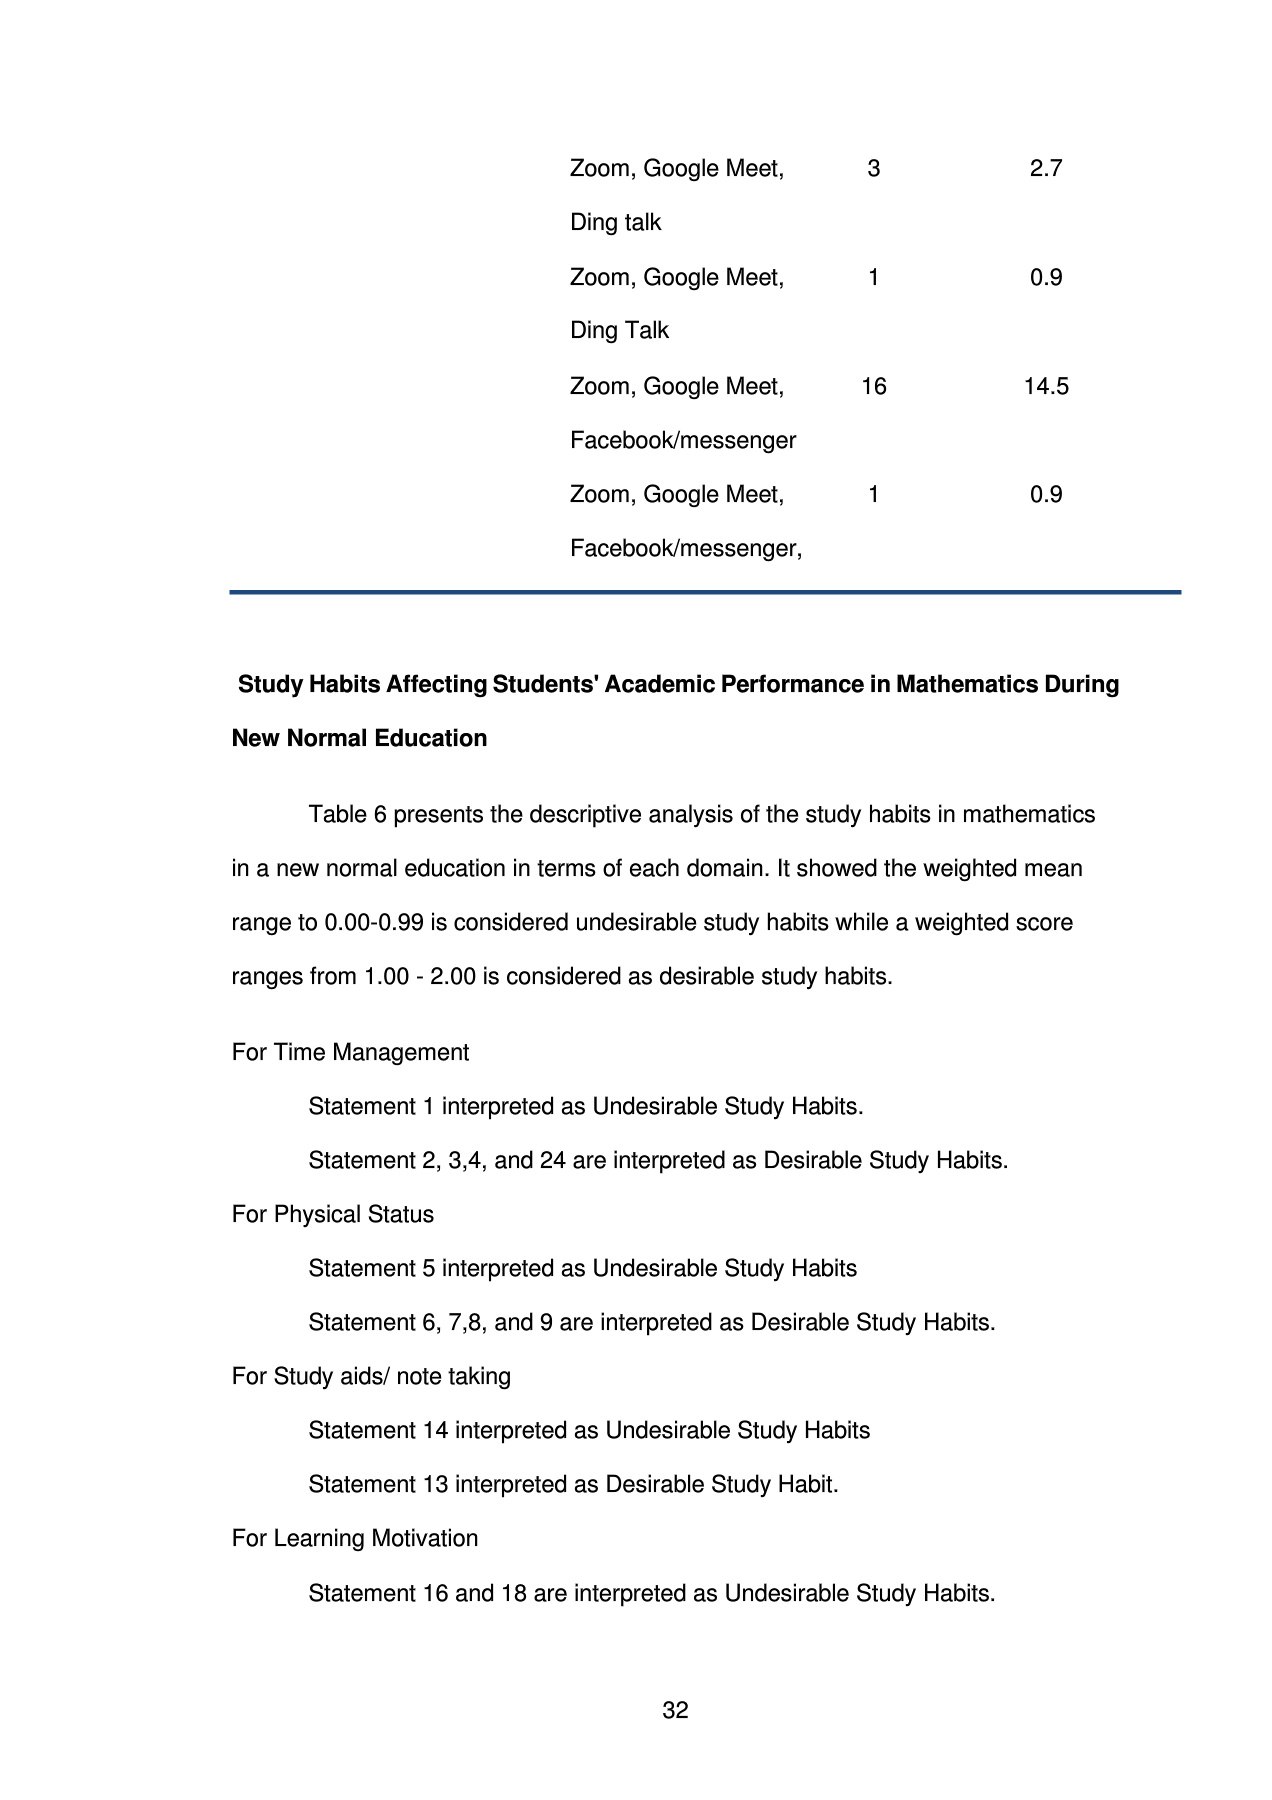 Zoom, Google Meet, 3 2.7
Ding talk
Zoom, Google Meet, 1 0.9
Ding Talk
Zoom, Google Meet, 16 14.5
Facebook/messenger
Zoom, Google Meet, 1 0.9
Facebook/messenger,
Study Habits Affecting Students' Academic Performance in Mathematics During
New Normal Education
Table 6 presents the descriptive analysis of the study habits in mathematics
in a new normal education in terms of each domain. It showed the weighted mean
range to 0.00-0.99 is considered undesirable study habits while a weighted score
ranges from 1.00 - 2.00 is considered as desirable study habits.
For Time Management
Statement 1 interpreted as Undesirable Study Habits.
Statement 2, 3,4, and 24 are interpreted as Desirable Study Habits.
For Physical Status
Statement 5 interpreted as Undesirable Study Habits
Statement 6, 7,8, and 9 are interpreted as Desirable Study Habits.
For Study aids/ note taking
Statement 14 interpreted as Undesirable Study Habits
Statement 13 interpreted as Desirable Study Habit.
For Learning Motivation
Statement 16 and 18 are interpreted as Undesirable Study Habits.
32